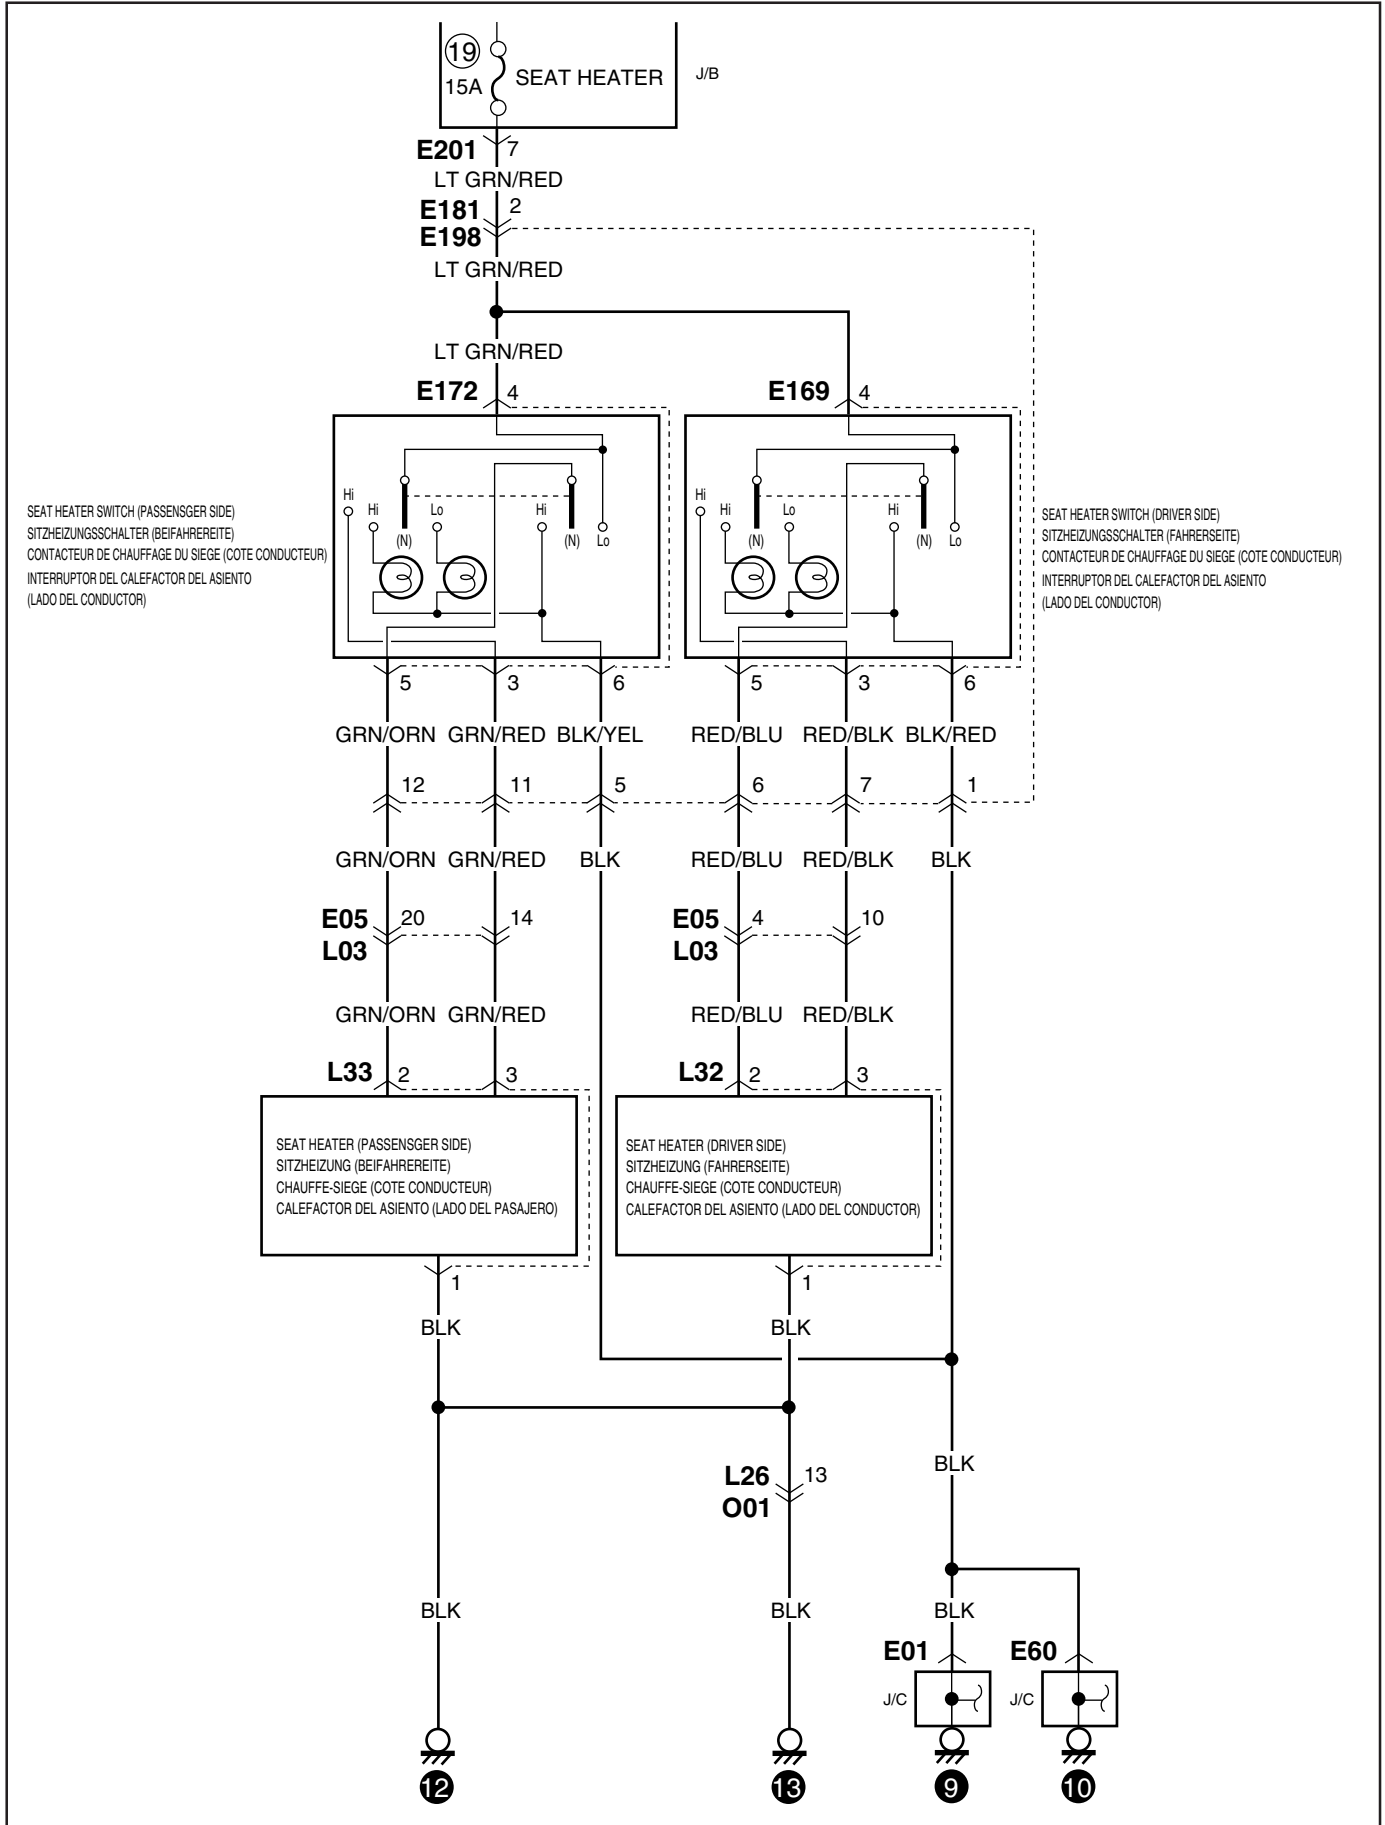 19
15A
SEAT HEATER
J/B
E201 7
LT GRN/RED
E181 2
E198
LT GRN/RED
LT GRN/RED
E172 4
E169 4
Hi Hi (N) Lo Hi (N) Lo
Hi Hi (N) Lo Hi (N) Lo
SEAT HEATER SWITCH (PASSENSGER SIDE)
SITZHEIZUNGSSCHALTER (BEIFAHREREITE)
CONTACTEUR DE CHAUFFAGE DU SIEGE (COTE CONDUCTEUR)
INTERRUPTOR DEL CALEFACTOR DEL ASIENTO
(LADO DEL CONDUCTOR)
SEAT HEATER SWITCH (DRIVER SIDE)
SITZHEIZUNGSSCHALTER (FAHRERSEITE)
CONTACTEUR DE CHAUFFAGE DU SIEGE (COTE CONDUCTEUR)
INTERRUPTOR DEL CALEFACTOR DEL ASIENTO
(LADO DEL CONDUCTOR)
5 3 6 5 3 6
GRN/ORN GRN/RED BLK/YEL RED/BLU RED/BLK BLK/RED
12 11 5 6 7 1
GRN/ORN GRN/RED BLK RED/BLU RED/BLK BLK
E05 20 14 E05 4 10
L03 L03
GRN/ORN GRN/RED RED/BLU RED/BLK
L33 2 3 L32 2 3
SEAT HEATER (PASSENSGER SIDE)
SITZHEIZUNG (BEIFAHREREITE)
CHAUFFE-SIEGE (COTE CONDUCTEUR)
CALEFACTOR DEL ASIENTO (LADO DEL PASAJERO)
SEAT HEATER (DRIVER SIDE)
SITZHEIZUNG (FAHRERSEITE)
CHAUFFE-SIEGE (COTE CONDUCTEUR)
CALEFACTOR DEL ASIENTO (LADO DEL CONDUCTOR)
1 1
BLK BLK
BLK
L26 13
O01
BLK BLK BLK
E01 E60
J/C J/C
12 13 9 10